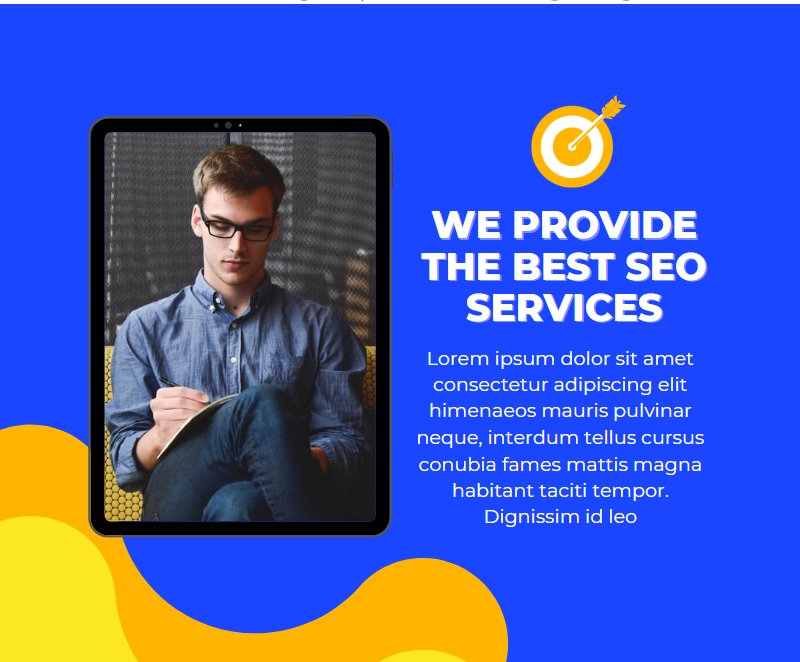 WE PROVIDE
THE BEST SEO
SERVICES
Lorem ipsum dolor sit amet
consectetur adipiscing elit
himenaeos mauris pulvinar
neque, interdum tellus cursus
conubia fames mattis magna
habitant taciti tempor.
Dignissim id leo